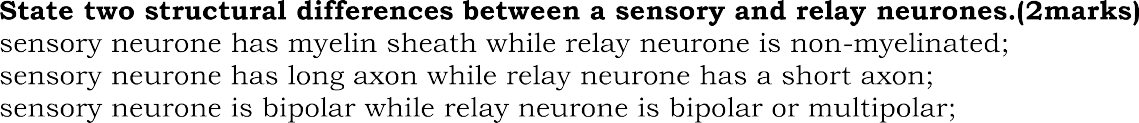 State two structural differences between a sensory and relay neurones.(2marks)
sensory neurone has myelin sheath while relay neurone is non-myelinated;
sensory neurone has long axon while relay neurone has a short axon;
sensory neurone is bipolar while relay neurone is bipolar or multipolar;